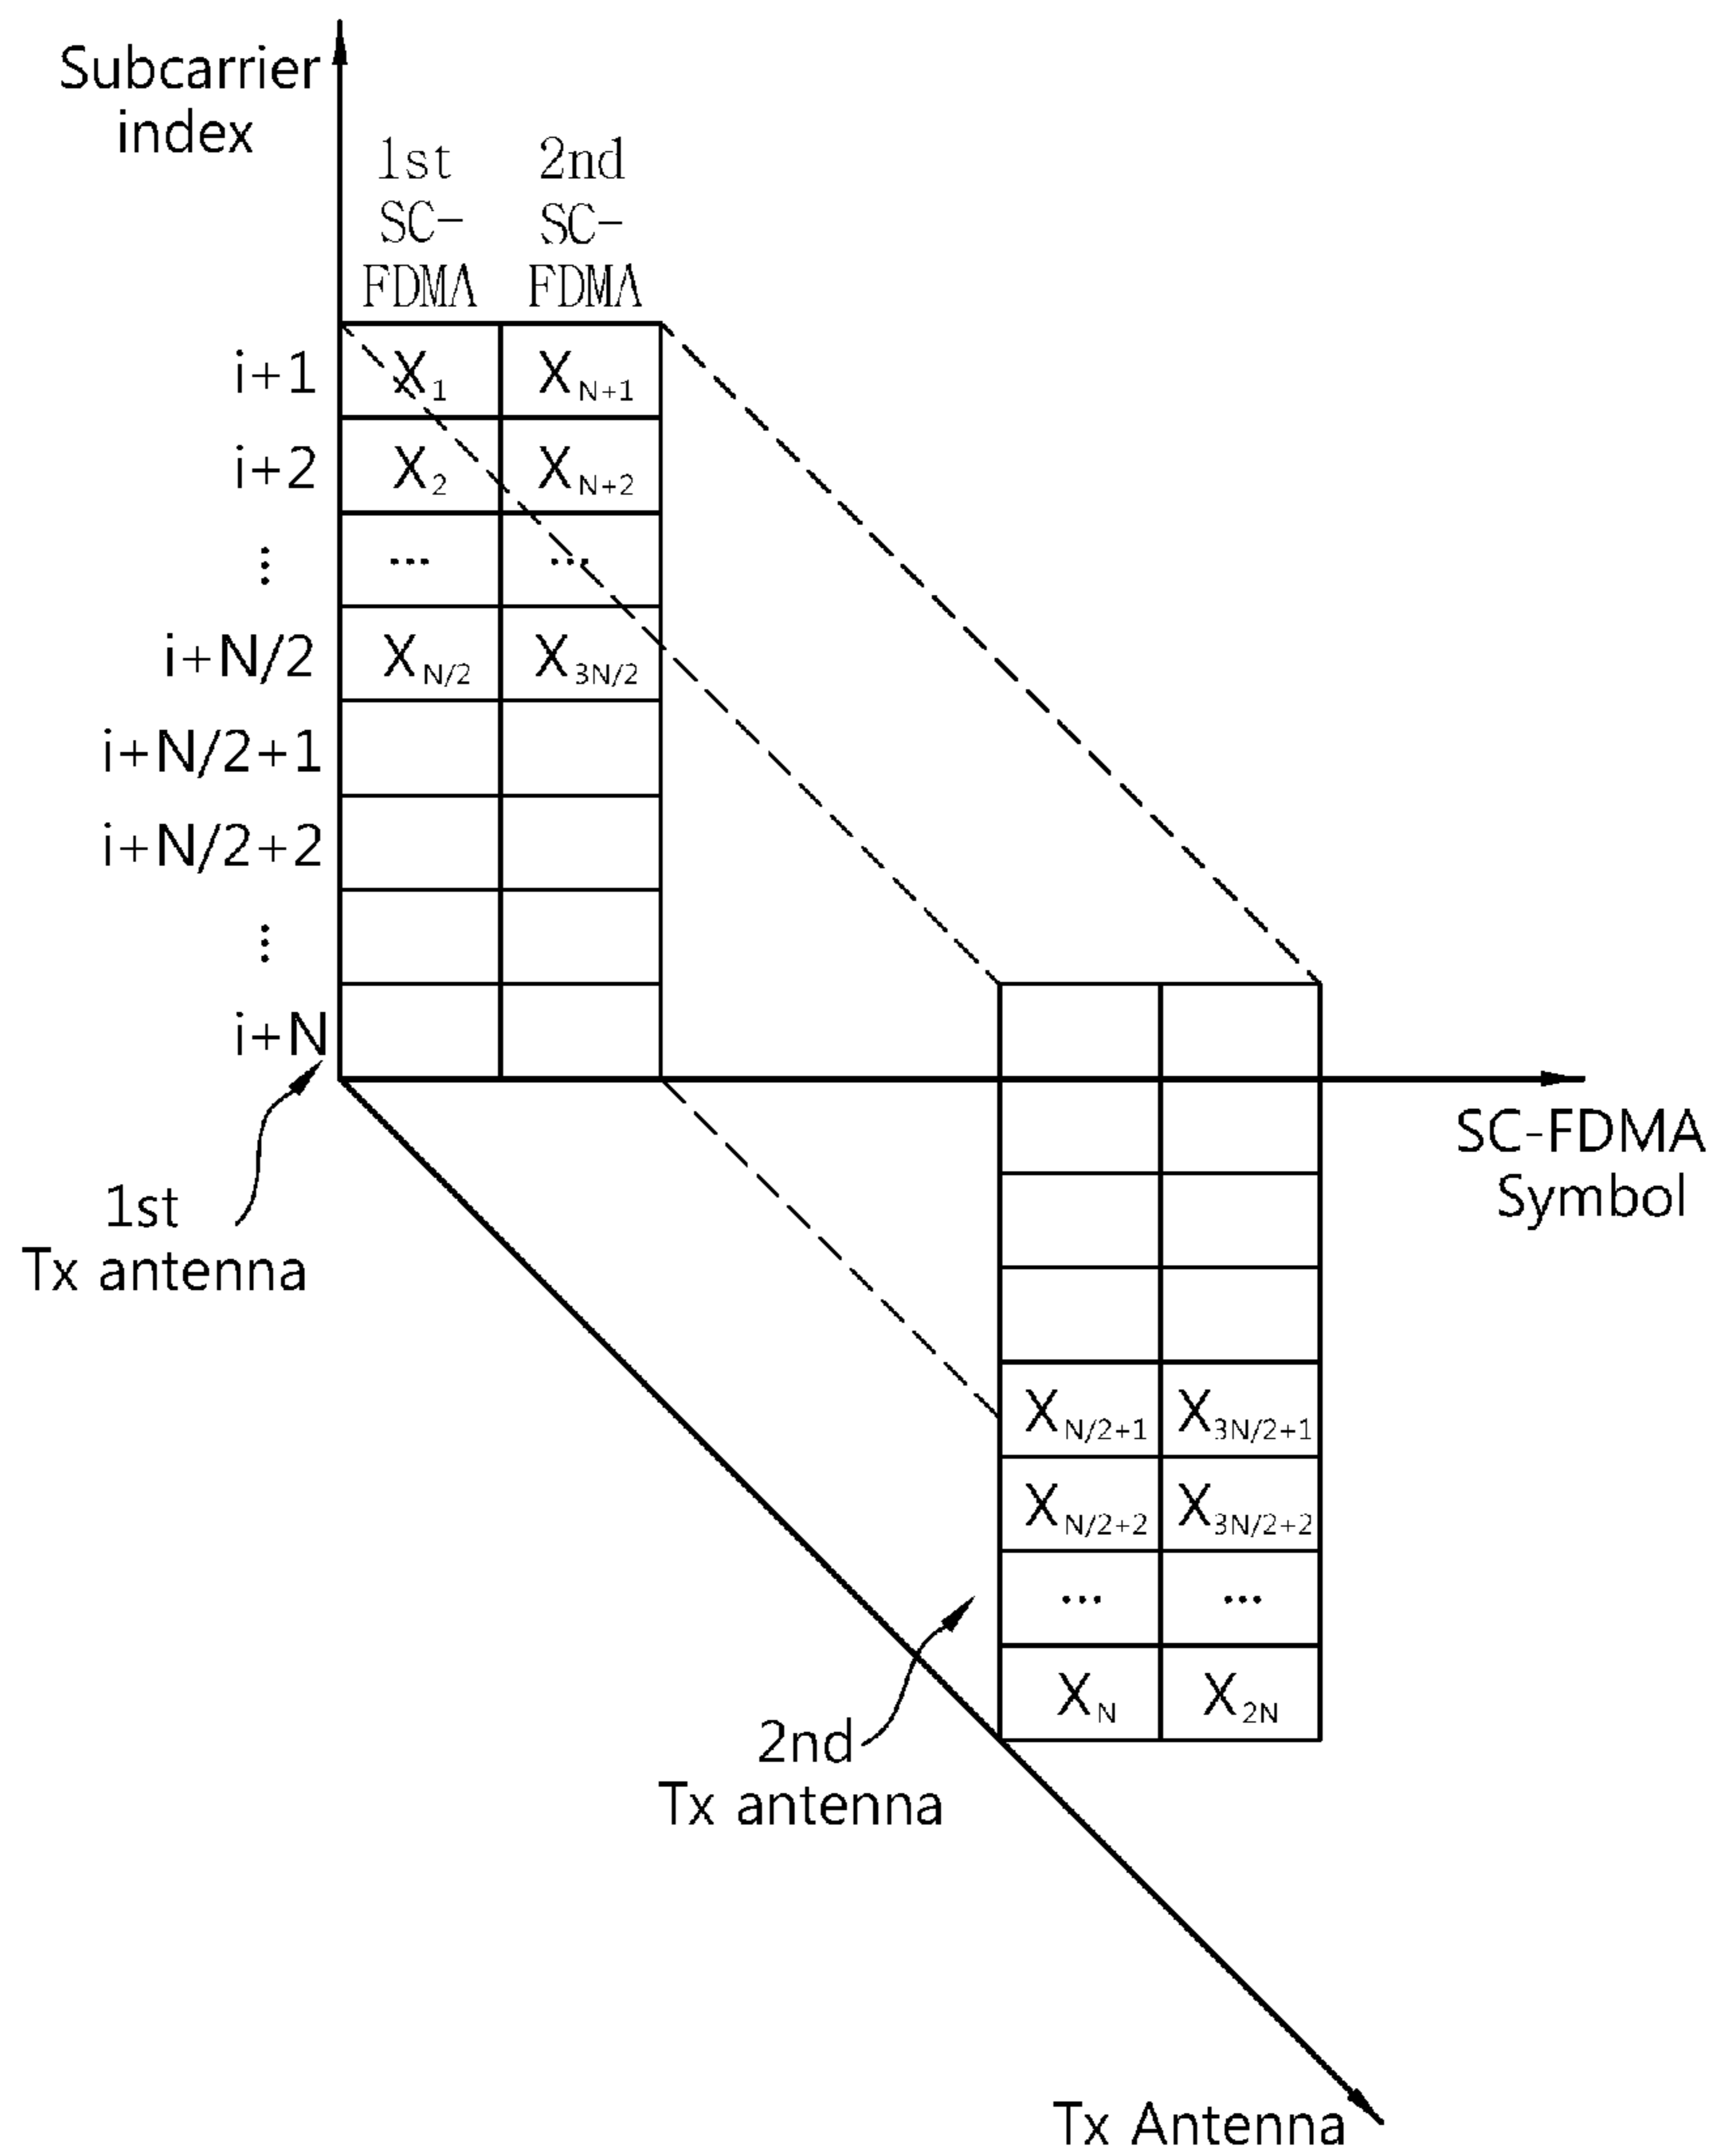 Subcarrier
index
1st 2nd
SC- SC-
FDMA FDMA
i+1 X1 XN+1
i+2 X2 XN+2
⋮ ... ...
i+N/2 XN/2 X3N/2
i+N/2+1
i+N/2+2
⋮
i+N
SC-FDMA
Symbol
1st
Tx antenna
XN/2+1 X3N/2+1
XN/2+2 X3N/2+2
... ...
XN X2N
2nd
Tx antenna
Tx Antenna